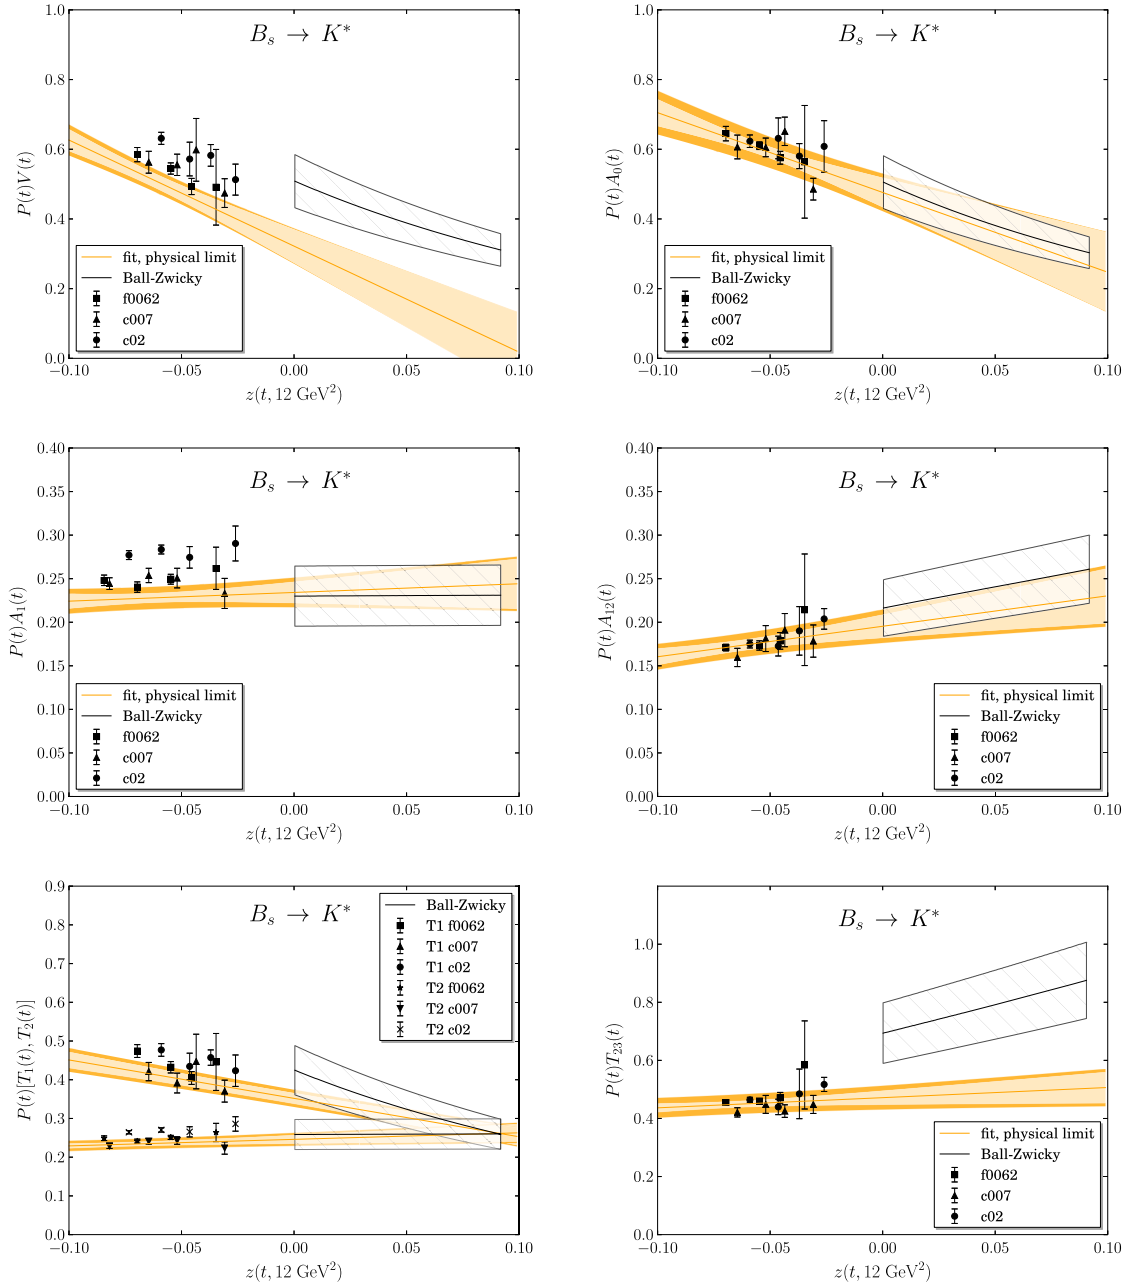 B_s → K*
1.0
0.8
0.6
0.4
0.2
0.0
P(t)V(t)
fit, physical limit
Ball-Zwicky
f0062
c007
c02
−0.10 −0.05 0.00 0.05 0.10
z(t, 12 GeV²)
B_s → K*
1.0
0.8
0.6
0.4
0.2
0.0
P(t)A₀(t)
fit, physical limit
Ball-Zwicky
f0062
c007
c02
−0.10 −0.05 0.00 0.05 0.10
z(t, 12 GeV²)
B_s → K*
0.40
0.35
0.30
0.25
0.20
0.15
0.10
0.05
0.00
P(t)A₁(t)
fit, physical limit
Ball-Zwicky
f0062
c007
c02
−0.10 −0.05 0.00 0.05 0.10
z(t, 12 GeV²)
B_s → K*
0.40
0.35
0.30
0.25
0.20
0.15
0.10
0.05
0.00
P(t)A₁₂(t)
fit, physical limit
Ball-Zwicky
f0062
c007
c02
−0.10 −0.05 0.00 0.05 0.10
z(t, 12 GeV²)
B_s → K*
0.9
0.8
0.7
0.6
0.5
0.4
0.3
0.2
0.1
0.0
P(t)[T₁(t), T₂(t)]
Ball-Zwicky
T1 f0062
T1 c007
T1 c02
T2 f0062
T2 c007
T2 c02
−0.10 −0.05 0.00 0.05 0.10
z(t, 12 GeV²)
B_s → K*
1.0
0.8
0.6
0.4
0.2
0.0
P(t)T₂₃(t)
fit, physical limit
Ball-Zwicky
f0062
c007
c02
−0.10 −0.05 0.00 0.05 0.10
z(t, 12 GeV²)